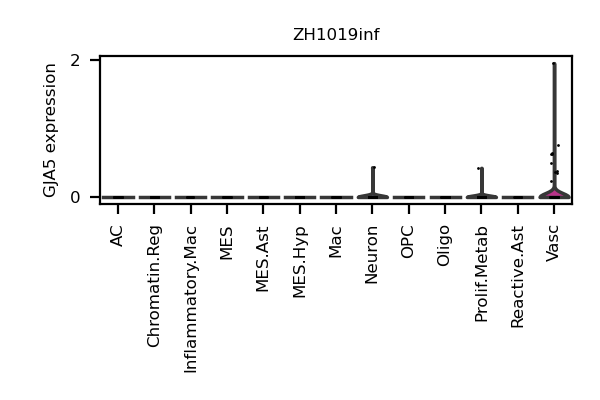 ZH1019inf
GJA5 expression
2
0
AC
Chromatin.Reg
Inflammatory.Mac
MES
MES.Ast
MES.Hyp
Mac
Neuron
OPC
Oligo
Prolif.Metab
Reactive.Ast
Vasc